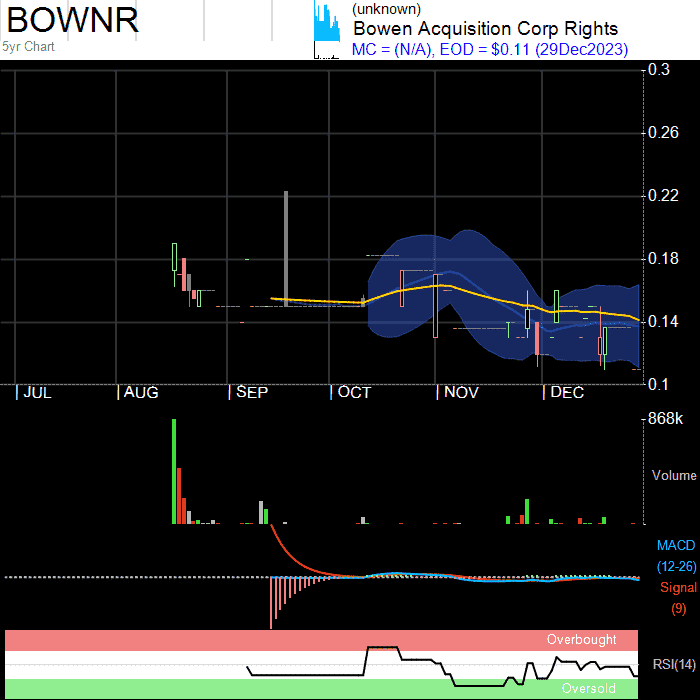 BOWNR
5yr Chart
(unknown)
Bowen Acquisition Corp Rights
MC = (N/A), EOD = $0.11 (29Dec2023)
0.3
0.26
0.22
0.18
0.14
0.1
JUL
AUG
SEP
OCT
NOV
DEC
868k
Volume
MACD
(12-26)
Signal
(9)
Overbought
RSI(14)
Oversold